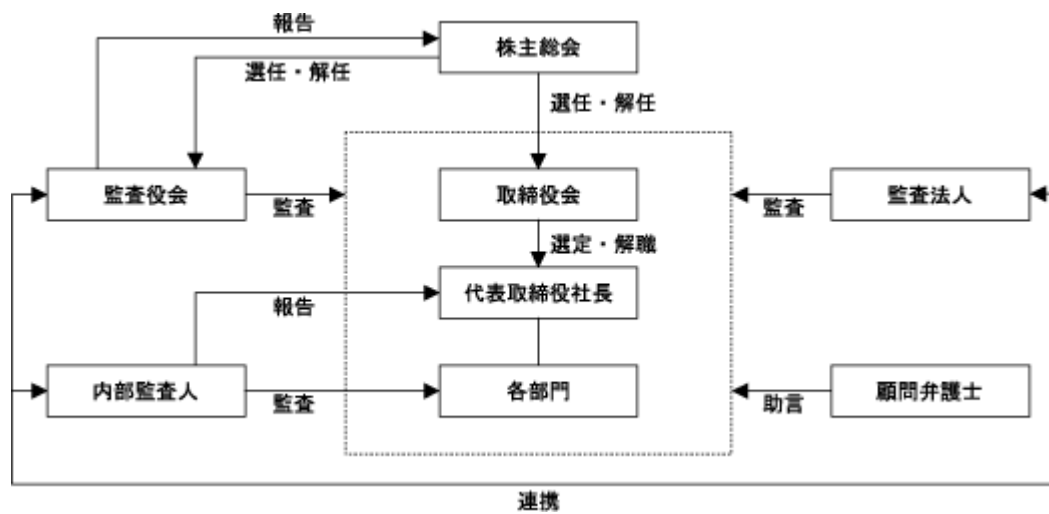 報告
株主総会
選任・解任
選任・解任
監査役会
監査
取締役会
監査
監査法人
選定・解職
代表取締役社長
報告
内部監査人
監査
各部門
助言
顧問弁護士
連携